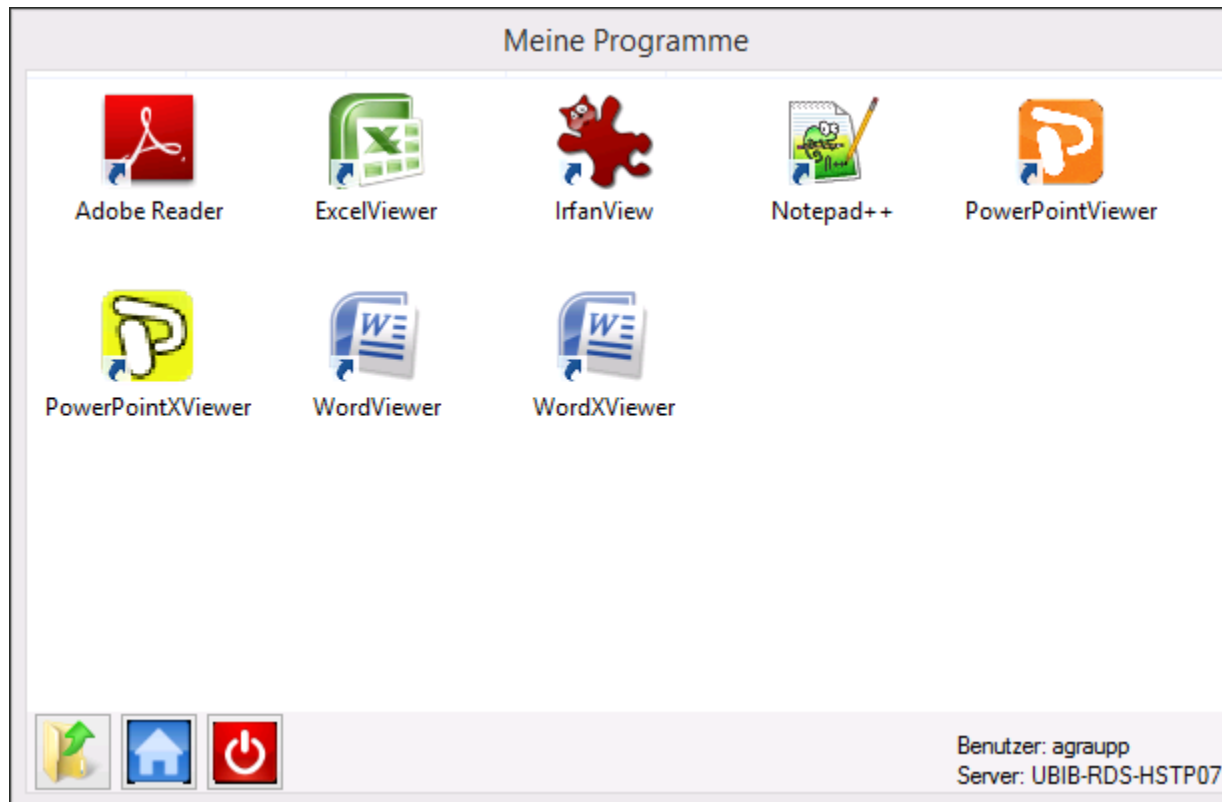 Meine Programme
Adobe Reader
ExcelViewer
IrfanView
Notepad++
PowerPointViewer
PowerPointXViewer
WordViewer
WordXViewer
Benutzer: agraupp
Server: UBIB-RDS-HSTP07